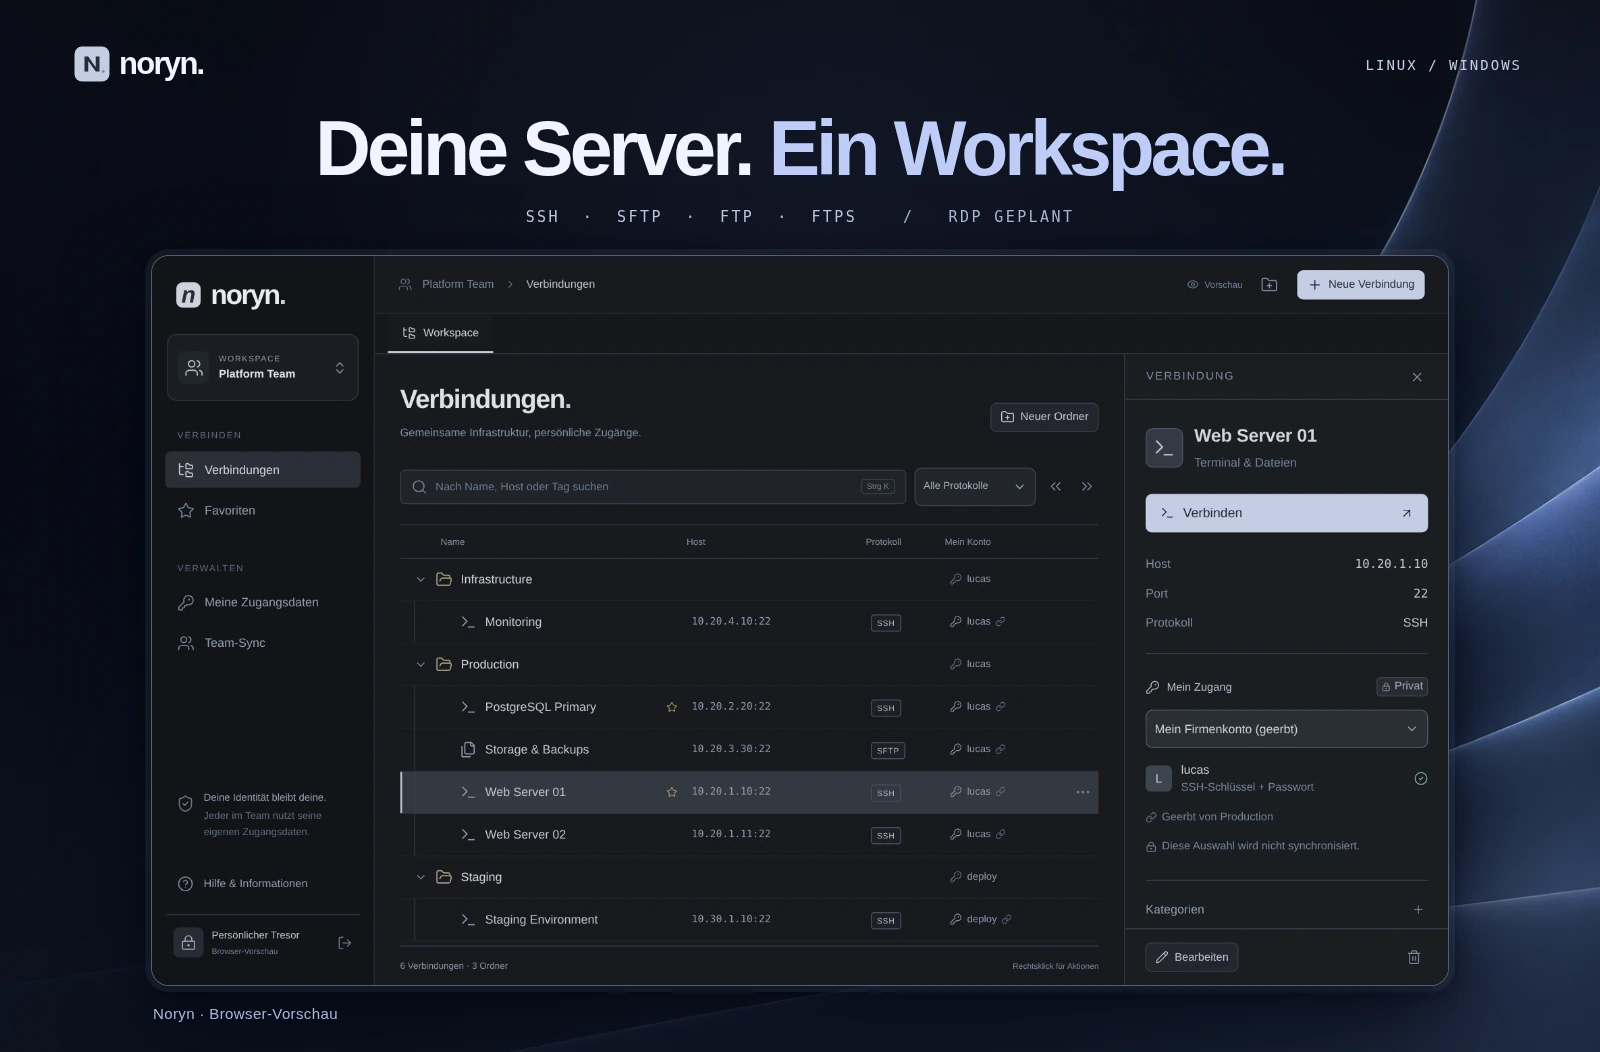 N. noryn.
LINUX / WINDOWS
Deine Server. Ein Workspace.
SSH · SFTP · FTP · FTPS / RDP GEPLANT
n noryn.
WORKSPACE
Platform Team
VERBINDEN
Verbindungen
Favoriten
VERWALTEN
Meine Zugangsdaten
Team-Sync
Deine Identität bleibt deine.
Jeder im Team nutzt seine
eigenen Zugangsdaten.
Hilfe & Informationen
Persönlicher Tresor
Browser-Vorschau
Platform Team > Verbindungen
Vorschau
+ Neue Verbindung
Workspace
Verbindungen.
Gemeinsame Infrastruktur, persönliche Zugänge.
Neuer Ordner
Nach Name, Host oder Tag suchen Strg K
Alle Protokolle
Name Host Protokoll Mein Konto
Infrastructure lucas
Monitoring 10.20.4.10:22 SSH lucas
Production lucas
PostgreSQL Primary 10.20.2.20:22 SSH lucas
Storage & Backups 10.20.3.30:22 SFTP lucas
Web Server 01 10.20.1.10:22 SSH lucas
Web Server 02 10.20.1.11:22 SSH lucas
Staging deploy
Staging Environment 10.30.1.10:22 SSH deploy
6 Verbindungen · 3 Ordner
Rechtsklick für Aktionen
VERBINDUNG
Web Server 01
Terminal & Dateien
Verbinden
Host 10.20.1.10
Port 22
Protokoll SSH
Mein Zugang Privat
Mein Firmenkonto (geerbt)
L lucas
SSH-Schlüssel + Passwort
Geerbt von Production
Diese Auswahl wird nicht synchronisiert.
Kategorien
Bearbeiten
Noryn · Browser-Vorschau